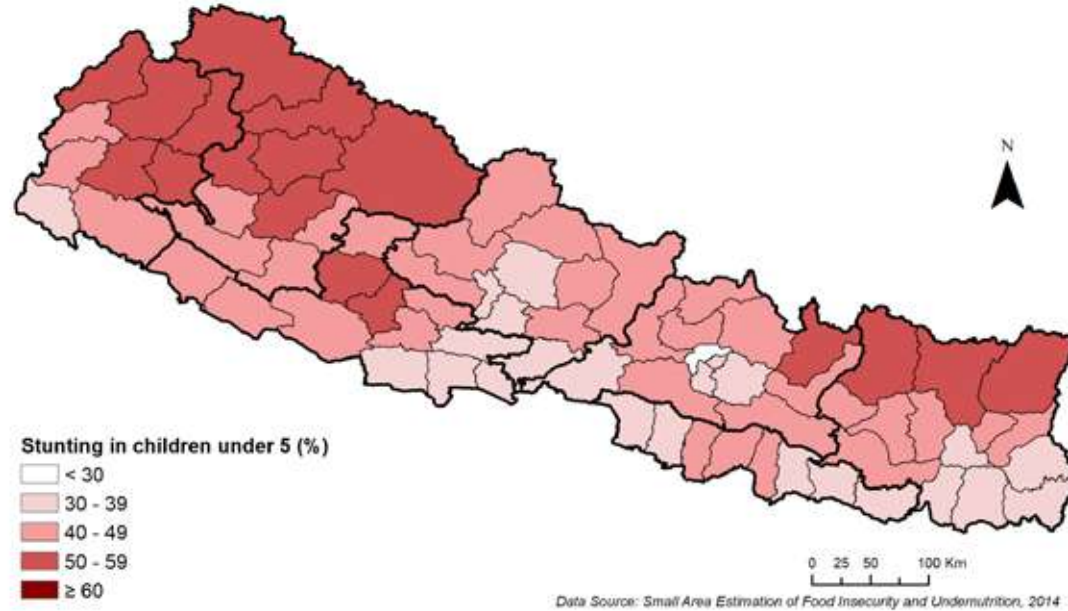 N
Stunting in children under 5 (%)
< 30
30 - 39
40 - 49
50 - 59
≥ 60
0 25 50 100 Km
Data Source: Small Area Estimation of Food Insecurity and Undernutrition, 2014